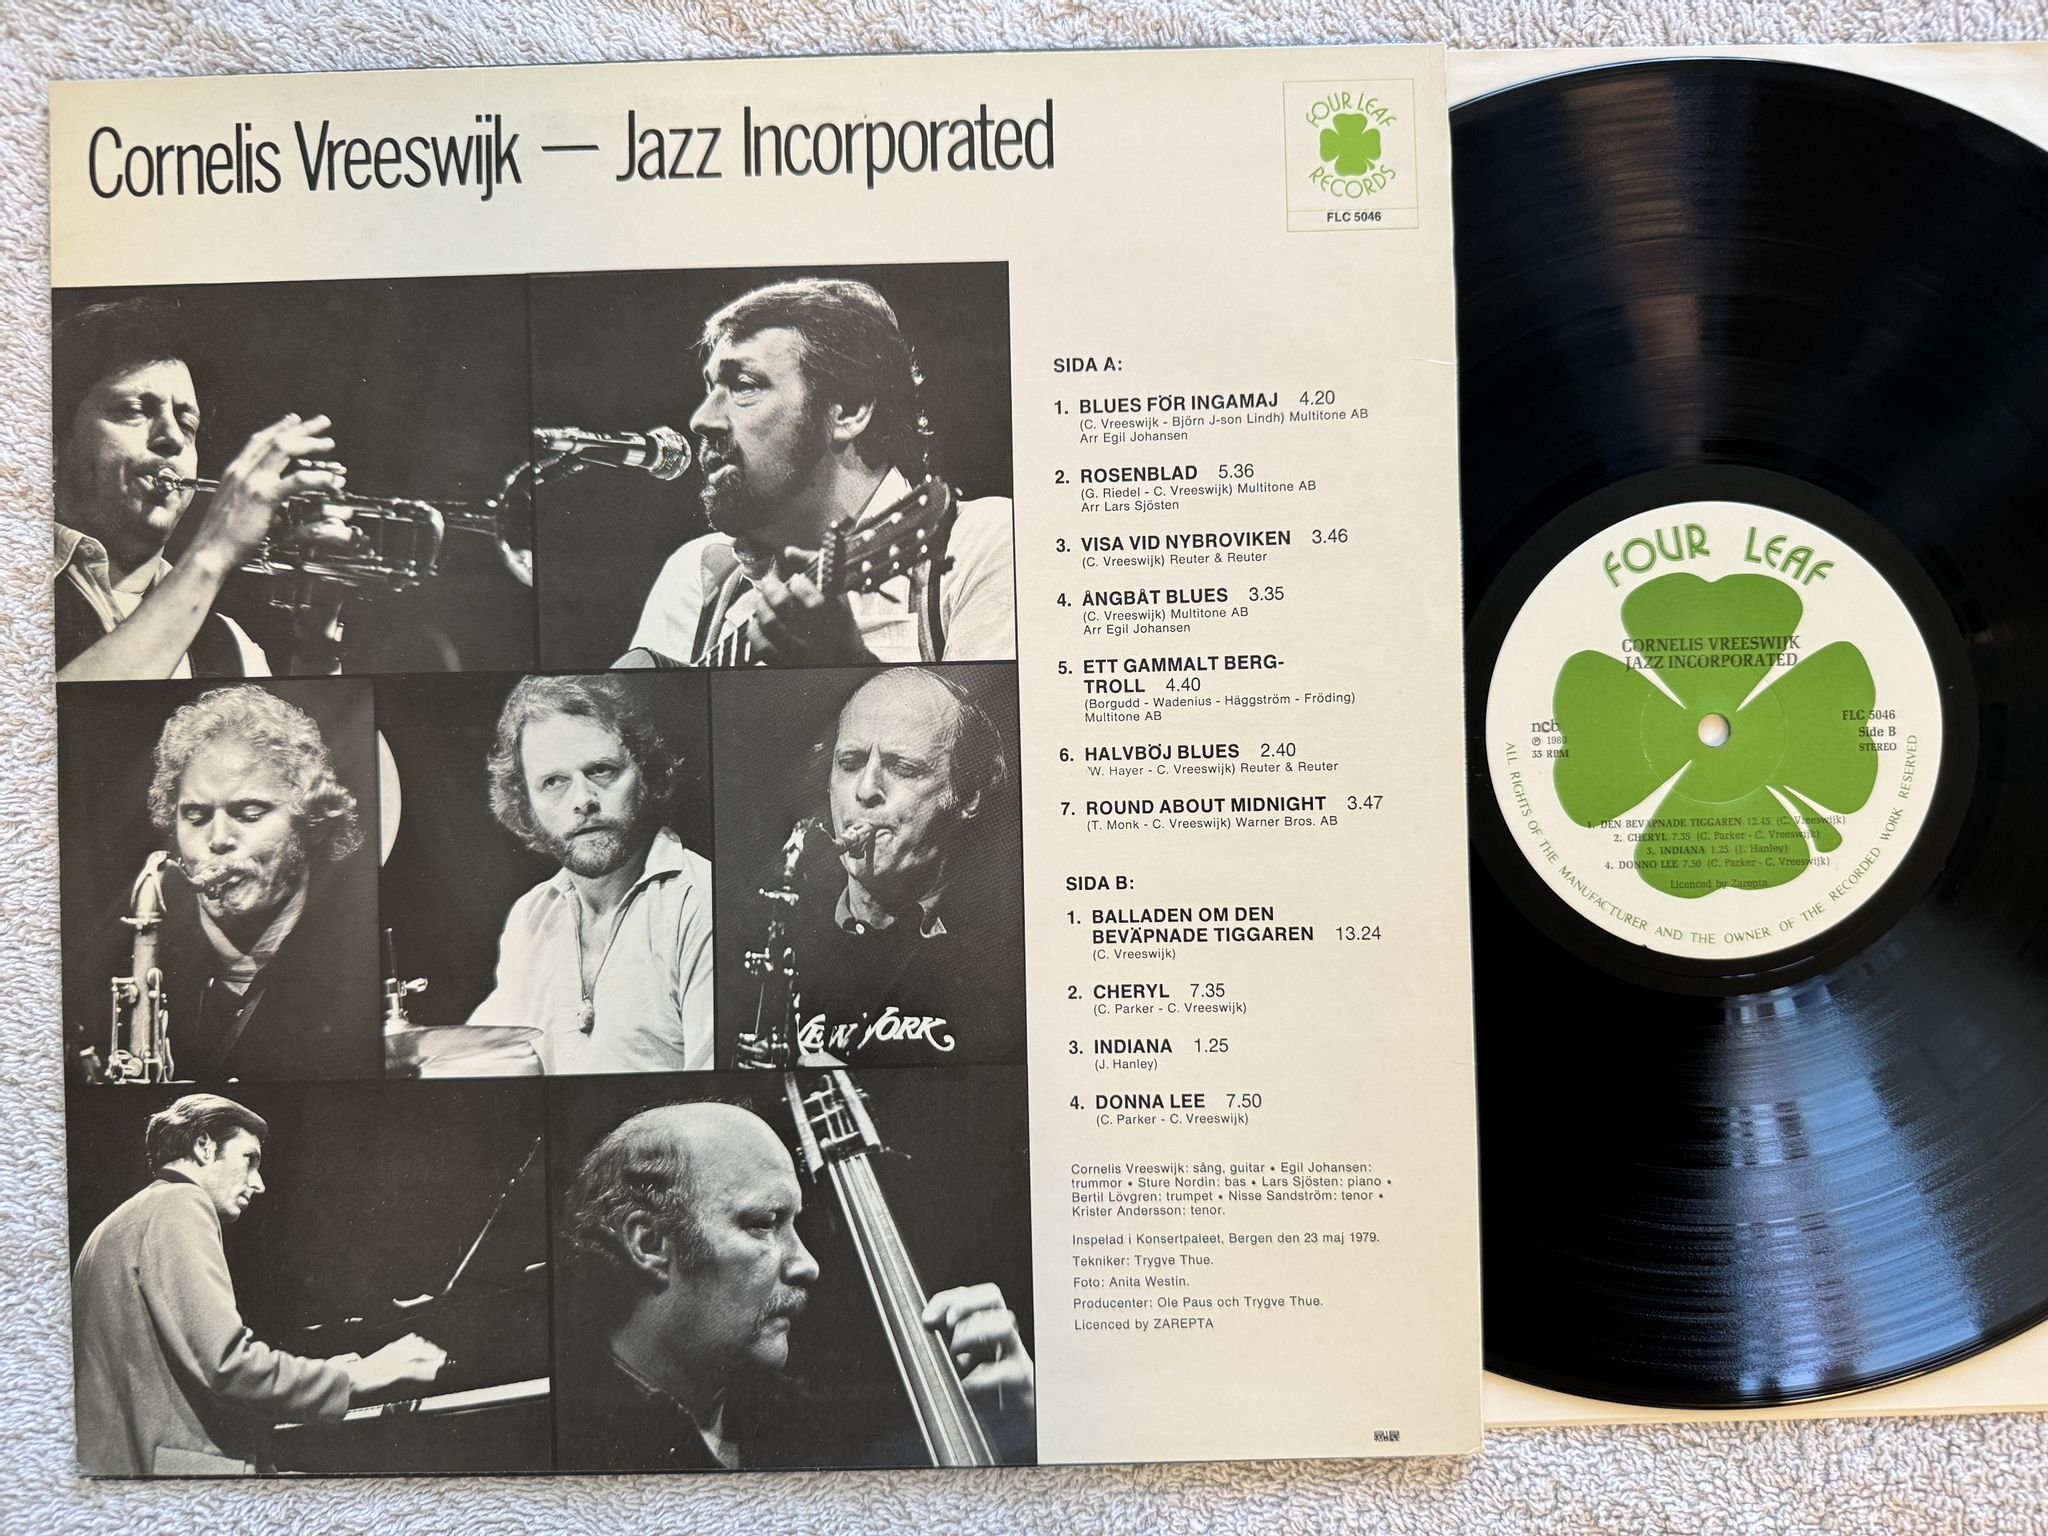 Cornelis Vreeswijk — Jazz Incorporated
FOUR LEAF
RECORDS
FLC 5046
SIDA A:
1. BLUES FÖR INGAMAJ 4.20
(C. Vreeswijk - Björn J-son Lindh) Multitone AB
Arr Egil Johansen
2. ROSENBLAD 5.36
(G. Riedel - C. Vreeswijk) Multitone AB
Arr Lars Sjösten
3. VISA VID NYBROVIKEN 3.46
(C. Vreeswijk) Reuter & Reuter
4. ÅNGBÅT BLUES 3.35
(C. Vreeswijk) Multitone AB
Arr Egil Johansen
5. ETT GAMMALT BERG-
TROLL 4.40
(Borgudd - Wadenius - Häggström - Fröding)
Multitone AB
6. HALVBÖJ BLUES 2.40
(W. Hayer - C. Vreeswijk) Reuter & Reuter
7. ROUND ABOUT MIDNIGHT 3.47
(T. Monk - C. Vreeswijk) Warner Bros. AB
SIDA B:
1. BALLADEN OM DEN
BEVÄPNADE TIGGAREN 13.24
(C. Vreeswijk)
2. CHERYL 7.35
(C. Parker - C. Vreeswijk)
3. INDIANA 1.25
(J. Hanley)
4. DONNA LEE 7.50
(C. Parker - C. Vreeswijk)
Cornelis Vreeswijk: sång, guitar • Egil Johansen:
trummor • Sture Nordin: bas • Lars Sjösten: piano •
Bertil Lövgren: trumpet • Nisse Sandström: tenor •
Krister Andersson: tenor.
Inspelad i Konsertpaleet, Bergen den 23 maj 1979.
Tekniker: Trygve Thue.
Foto: Anita Westin.
Producenter: Ole Paus och Trygve Thue.
Licenced by ZAREPTA
NEW YORK
FOUR LEAF
CORNELIS VREESWIJK
JAZZ INCORPORATED
ncb
℗ 1980
33 RPM
FLC 5046
Side B
STEREO
1. DEN BEVÄPNADE TIGGAREN 12.45 (C. Vreeswijk)
2. CHERYL 7.35 (C. Parker - C. Vreeswijk)
3. INDIANA 1.25 (J. Hanley)
4. DONNO LEE 7.50 (C. Parker - C. Vreeswijk)
Licenced by Zarepta
ALL RIGHTS OF THE MANUFACTURER AND THE OWNER OF THE RECORDED WORK RESERVED